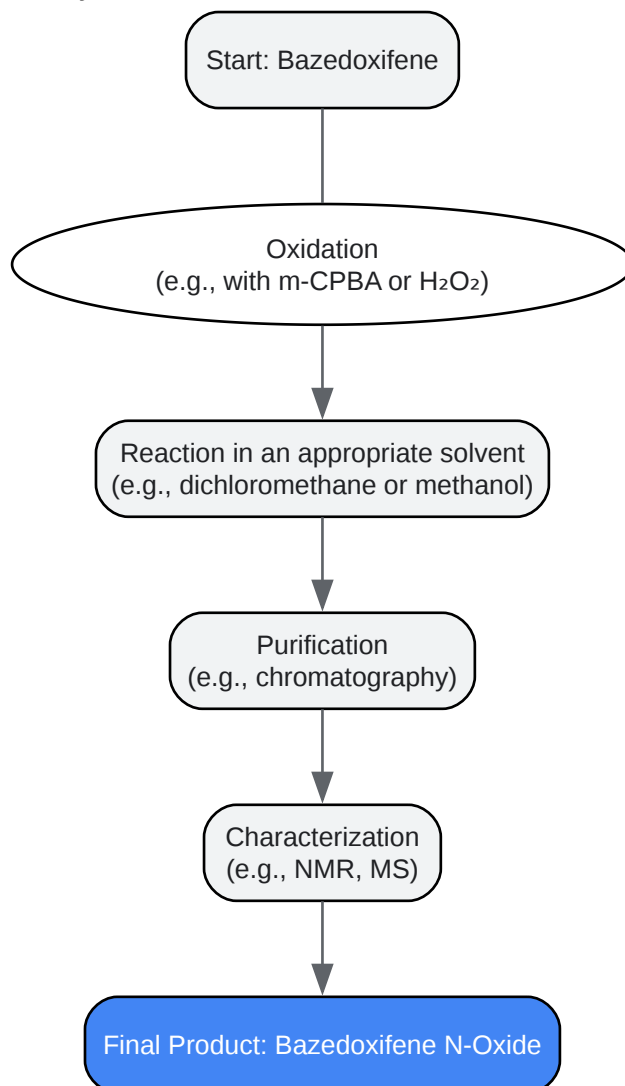 Start: Bazedoxifene
Oxidation
(e.g., with m-CPBA or H₂O₂)
Reaction in an appropriate solvent
(e.g., dichloromethane or methanol)
Purification
(e.g., chromatography)
Characterization
(e.g., NMR, MS)
Final Product: Bazedoxifene N-Oxide